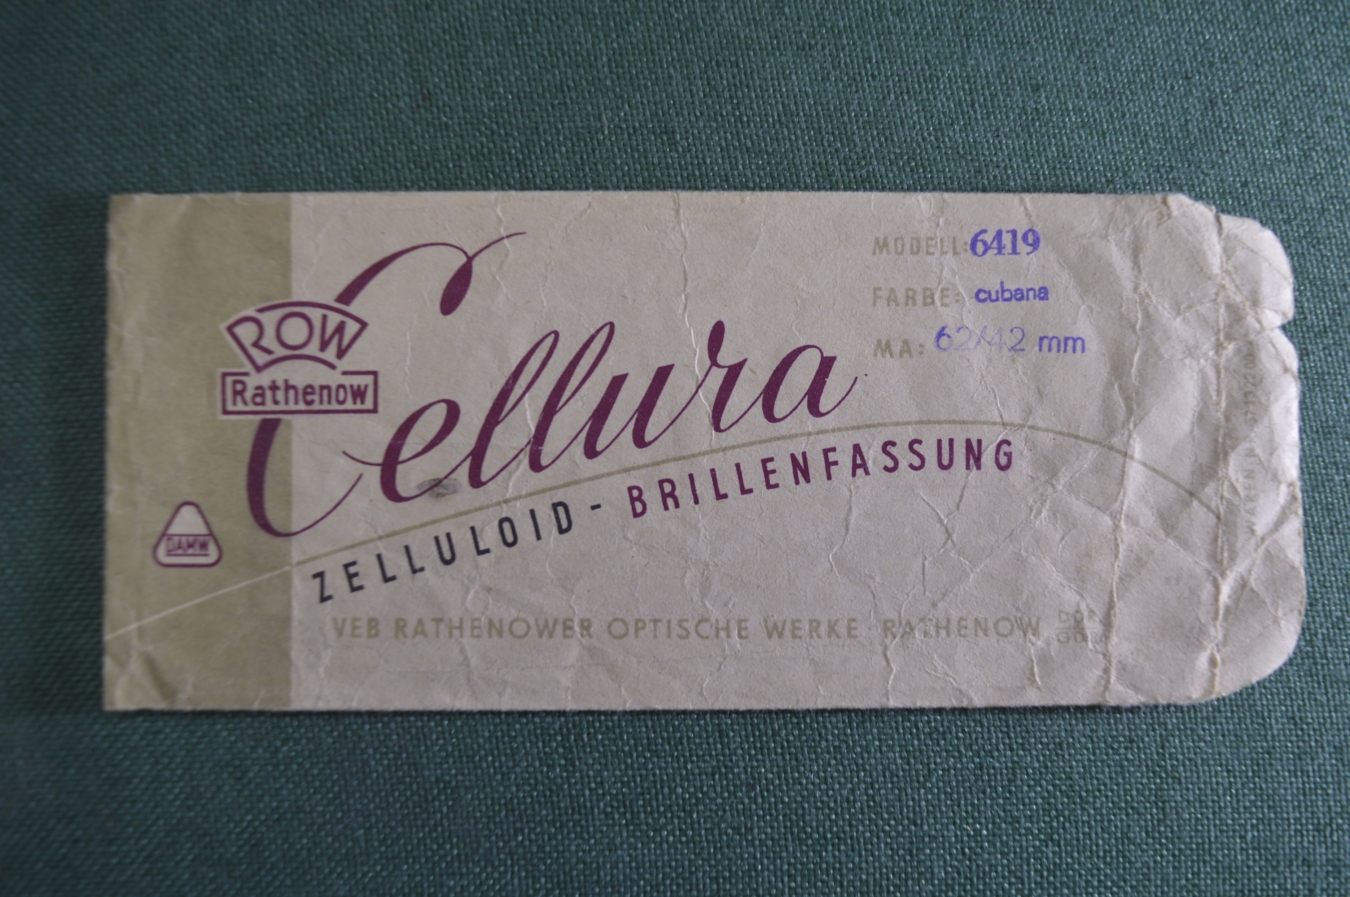 ROW
Rathenow
Cellura
MODELL: 6419
FARBE: cubana
MA: 62/42 mm
ZELLULOID - BRILLENFASSUNG
DAMW
VEB RATHENOWER OPTISCHE WERKE RATHENOW